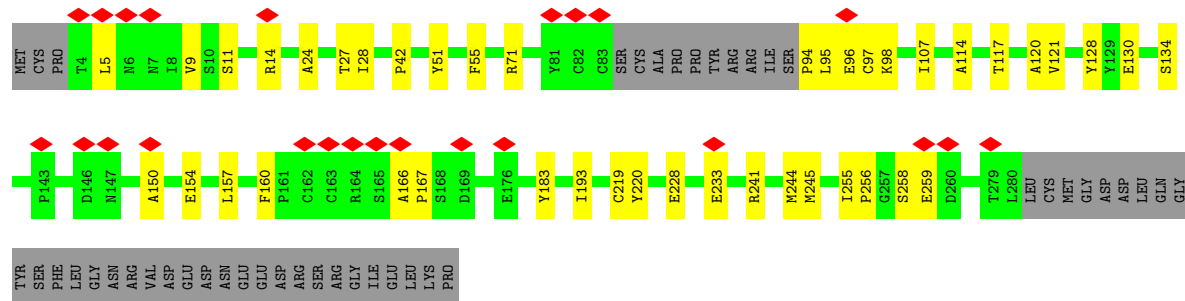 MET CYS PRO T4 L5 N6 N7 I8 V9 S10 S11 R14 A24 T27 I28 P42 Y51 F55 R71 Y81 C82 C83 SER CYS ALA PRO PRO TYR ARG ARG ILE SER P94 L95 E96 C97 K98 I107 A114 T117 A120 V121 Y128 Y129 E130 S134
P143 D146 N147 A150 E154 L157 F160 P161 C162 C163 R164 S165 A166 P167 S168 D169 E176 Y183 I193 C219 Y220 E228 E233 R241 M244 M245 I255 P256 G257 S258 E259 D260 T279 L280 LEU CYS MET GLY ASP ASP LEU GLN GLY
TYR SER PHE LEU GLY ASN ARG VAL ASP GLU ASP ASN GLU GLU ASP ARG SER ARG GLY ILE GLU LEU LYS PRO